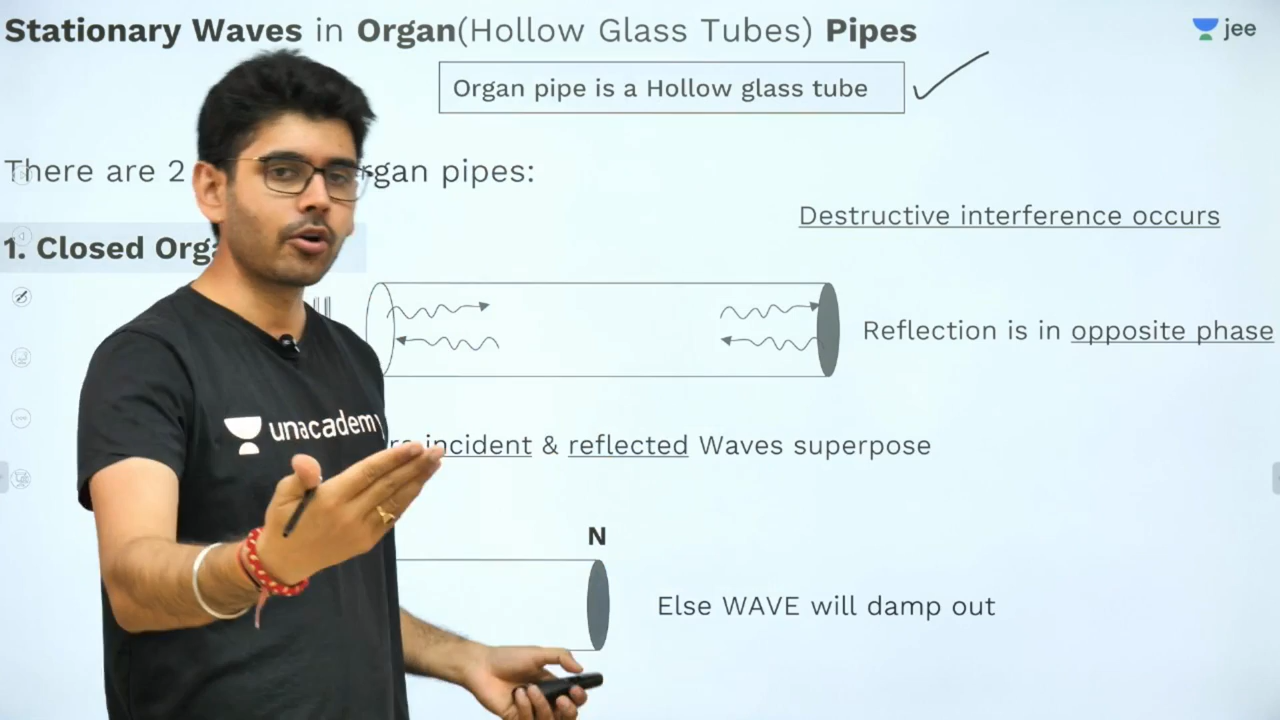 Stationary Waves in Organ(Hollow Glass Tubes) Pipes
jee
Organ pipe is a Hollow glass tube
There are 2 organ pipes:
Destructive interference occurs
1. Closed
Reflection is in opposite phase
unacademy
incident & reflected Waves superpose
N
Else WAVE will damp out